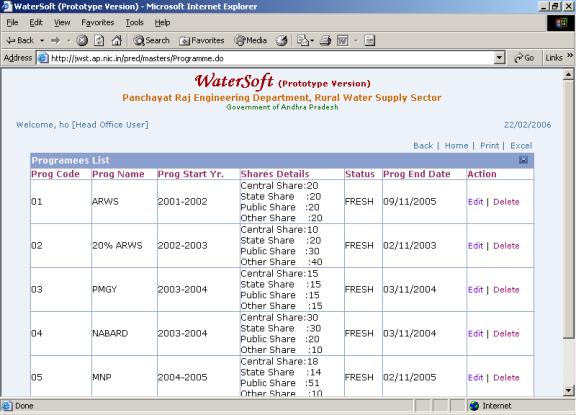 WaterSoft (Prototype Version) - Microsoft Internet Explorer
File Edit View Favorites Tools Help
Back Search Favorites Media
Address http://jwst.ap.nic.in/pred/masters/Programme.do Go Links »
WaterSoft (Prototype Version)
Panchayat Raj Engineering Department, Rural Water Supply Sector
Government of Andhra Pradesh
Welcome, ho [Head Office User] 22/02/2006
Back | Home | Print | Excel
Programees List
Prog Code Prog Name Prog Start Yr. Shares Details Status Prog End Date Action
Central Share:20
State Share :20
01 ARWS 2001-2002 Public Share :20 FRESH 09/11/2005 Edit | Delete
Other Share :20
Central Share:10
State Share :20
02 20% ARWS 2002-2003 Public Share :30 FRESH 02/11/2003 Edit | Delete
Other Share :40
Central Share:15
State Share :15
03 PMGY 2003-2004 Public Share :15 FRESH 03/11/2004 Edit | Delete
Other Share :15
Central Share:30
State Share :30
04 NABARD 2003-2004 Public Share :20 FRESH 03/11/2004 Edit | Delete
Other Share :10
Central Share:18
State Share :14
05 MNP 2004-2005 Public Share :51 FRESH 02/11/2005 Edit | Delete
Other Share :10
Done Internet